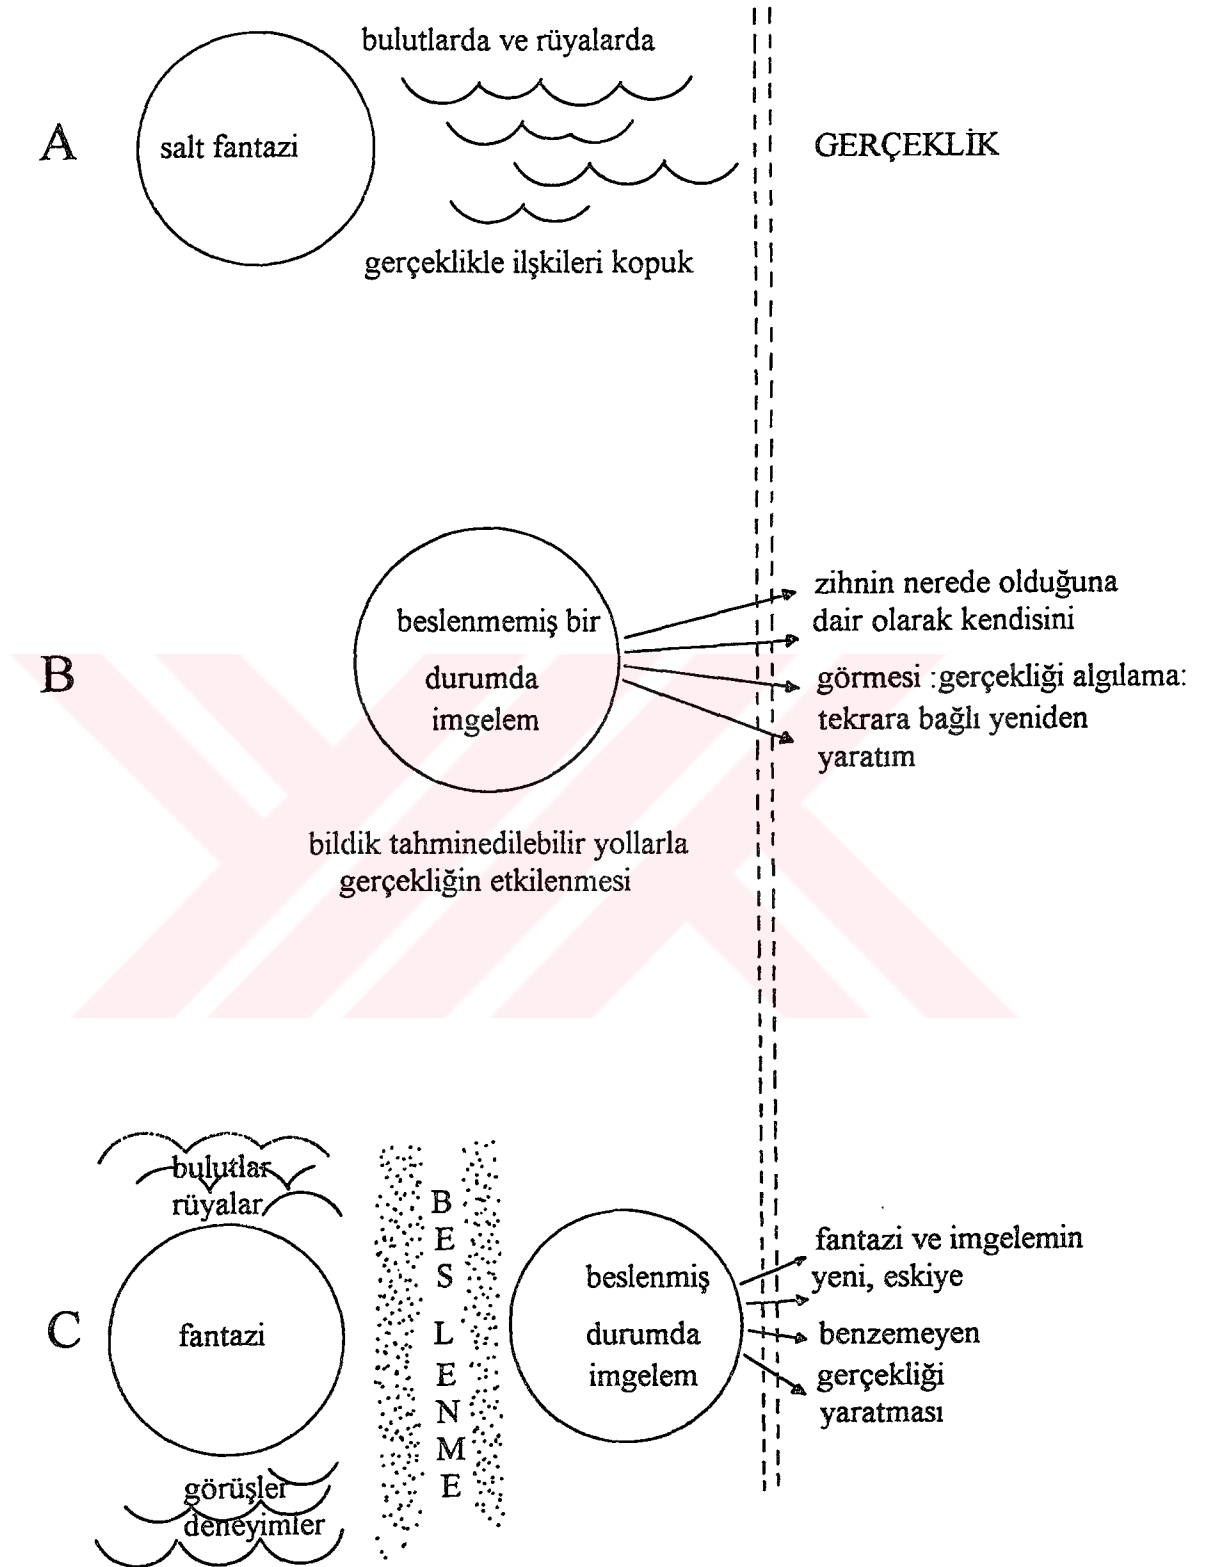 bulutlarda ve rüyalarda
A
salt fantazi
GERÇEKLİK
gerçeklikle ilşkileri kopuk
B
beslenmemiş bir
durumda
imgelem
zihnin nerede olduğuna
dair olarak kendisini
görmesi :gerçekliği algılama:
tekrara bağlı yeniden
yaratım
bildik tahminedilebilir yollarla
gerçekliğin etkilenmesi
C
bulutlar
rüyalar
fantazi
görüşler
deneyimler
BESLENME
beslenmiş
durumda
imgelem
fantazi ve imgelemin
yeni, eskiye
benzemeyen
gerçekliği
yaratması